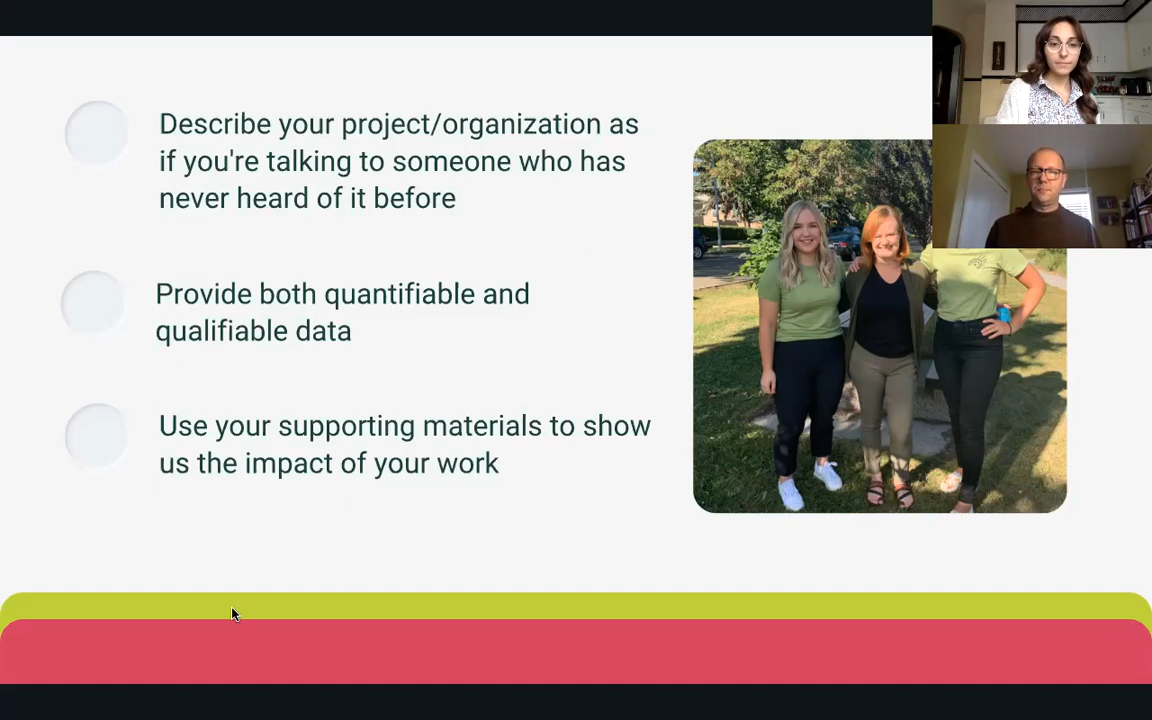 Describe your project/organization as
if you're talking to someone who has
never heard of it before
Provide both quantifiable and
qualifiable data
Use your supporting materials to show
us the impact of your work